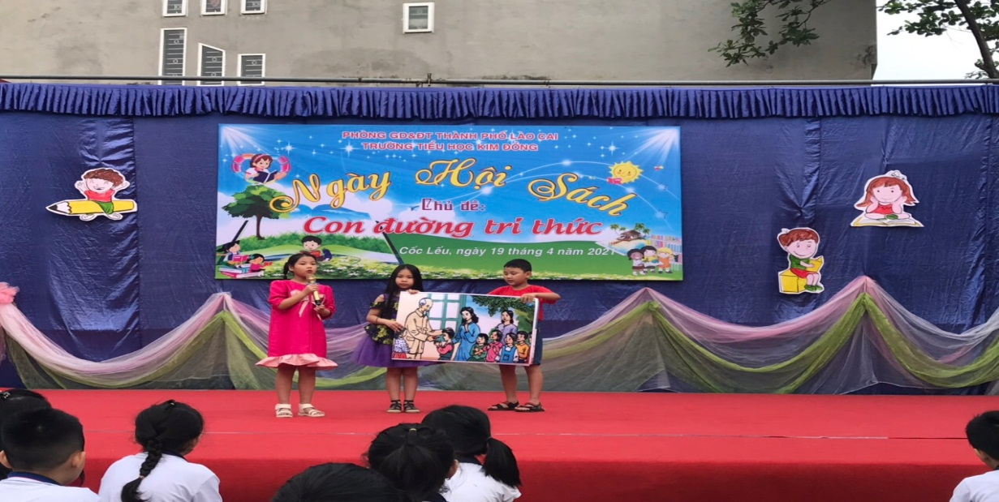 PHÒNG GD&ĐT THÀNH PHỐ LÀO CAI
TRƯỜNG TIỂU HỌC KIM ĐỒNG
Ngày Hội Sách
Chủ đề:
Con đường tri thức
Cốc Lếu, ngày 19 tháng 4 năm 2021